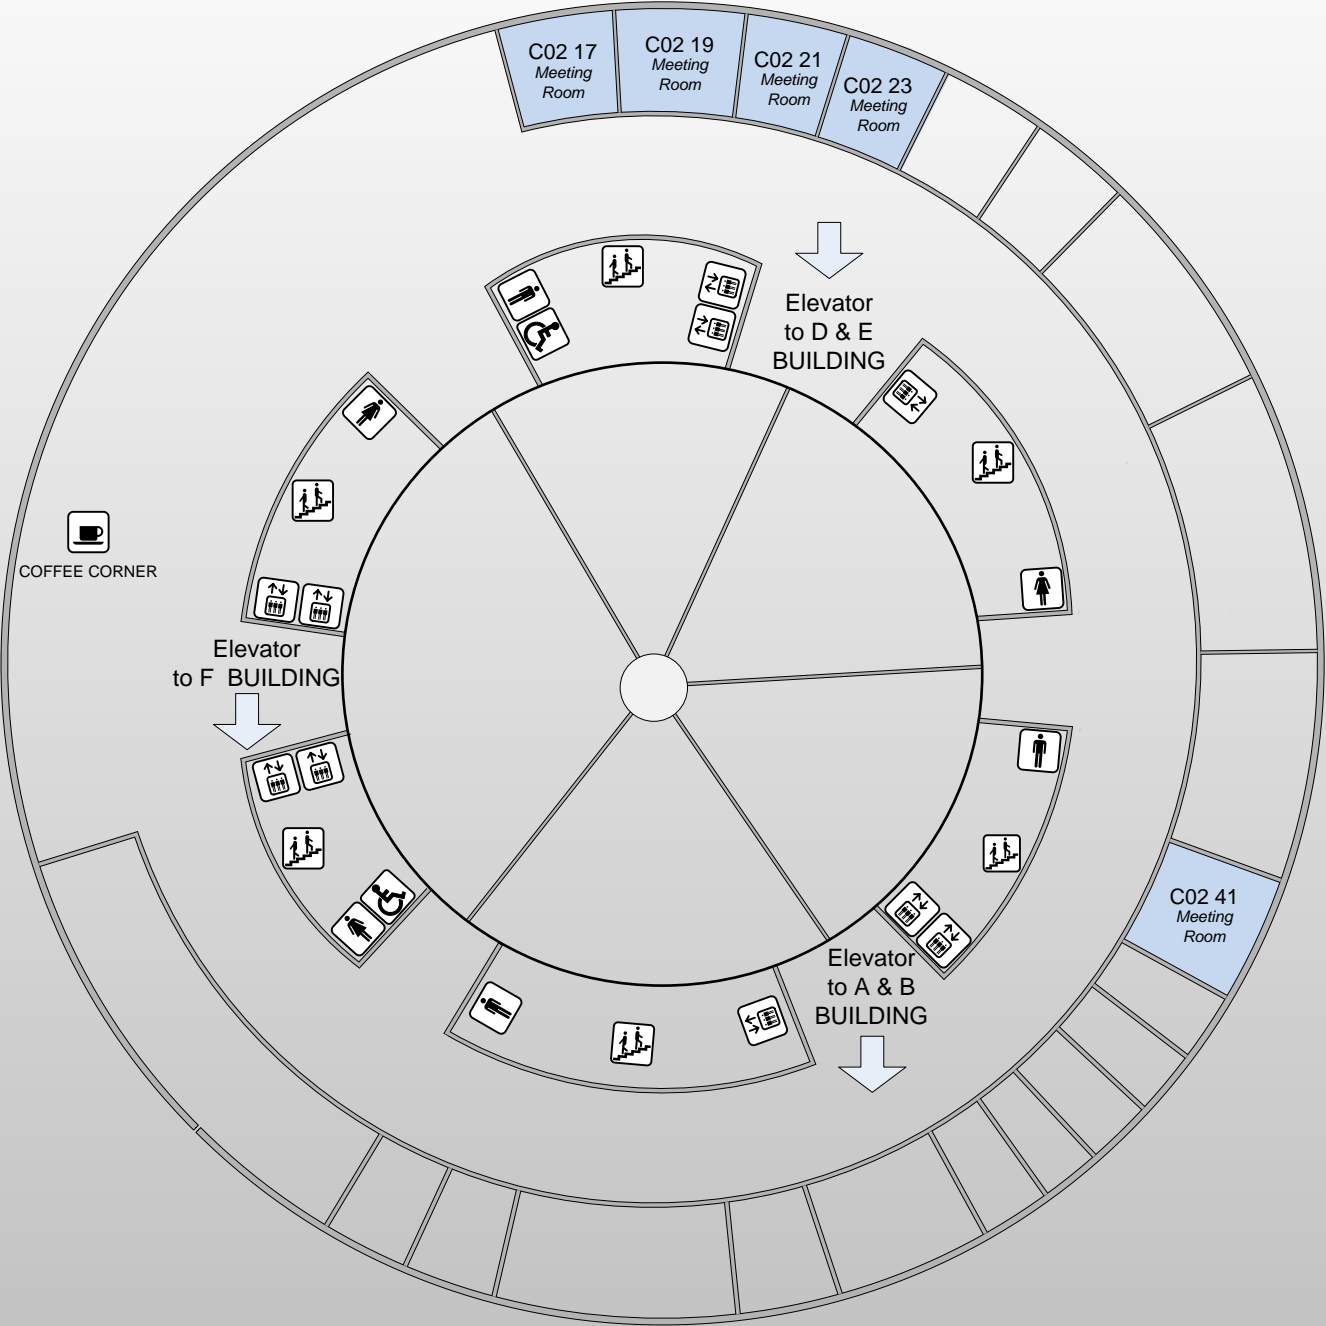 C02 17
Meeting
Room
C02 19
Meeting
Room
C02 21
Meeting
Room
C02 23
Meeting
Room
Elevator
to D & E
BUILDING
COFFEE CORNER
Elevator
to F BUILDING
C02 41
Meeting
Room
Elevator
to A & B
BUILDING